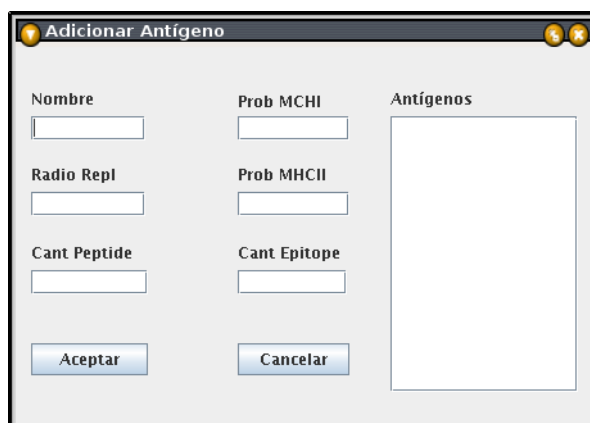 Adicionar Antígeno
Nombre
Prob MCHI
Antígenos
Radio Repl
Prob MHCII
Cant Peptide
Cant Epitope
Aceptar
Cancelar